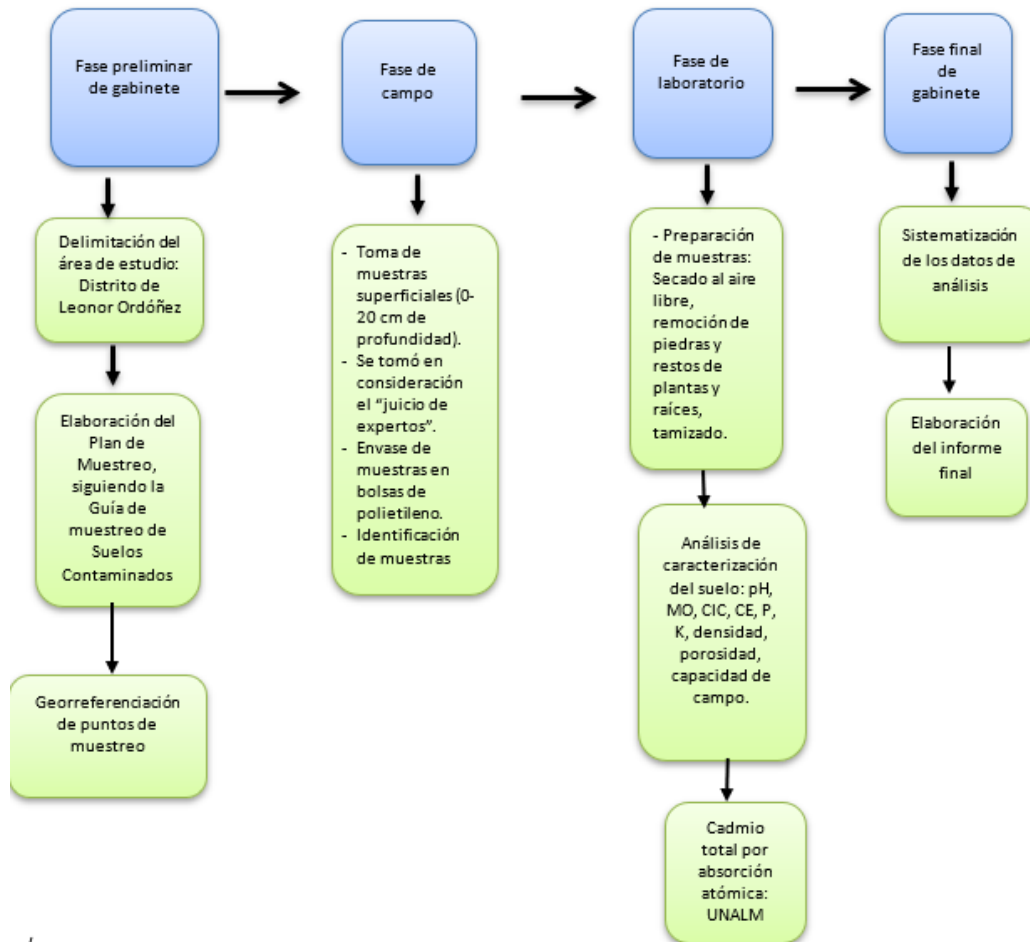 Fase preliminar
de gabinete
Fase de
campo
Fase de
laboratorio
Fase final
de
gabinete
Delimitación del
área de estudio:
Distrito de
Leonor Ordóñez
Elaboración del
Plan de
Muestreo,
siguiendo la
Guía de
muestreo de
Suelos
Contaminados
Georreferenciación
de puntos de
muestreo
- Toma de
muestras
superficiales (0-
20 cm de
profundidad).
- Se tomó en
consideración
el “juicio de
expertos”.
- Envase de
muestras en
bolsas de
polietileno.
- Identificación
de muestras
- Preparación
de muestras:
Secado al aire
libre,
remoción de
piedras y
restos de
plantas y
raíces,
tamizado.
Análisis de
caracterización
del suelo: pH,
MO, CIC, CE, P,
K, densidad,
porosidad,
capacidad de
campo.
Cadmio
total por
absorción
atómica:
UNALM
Sistematización
de los datos de
análisis
Elaboración
del informe
final